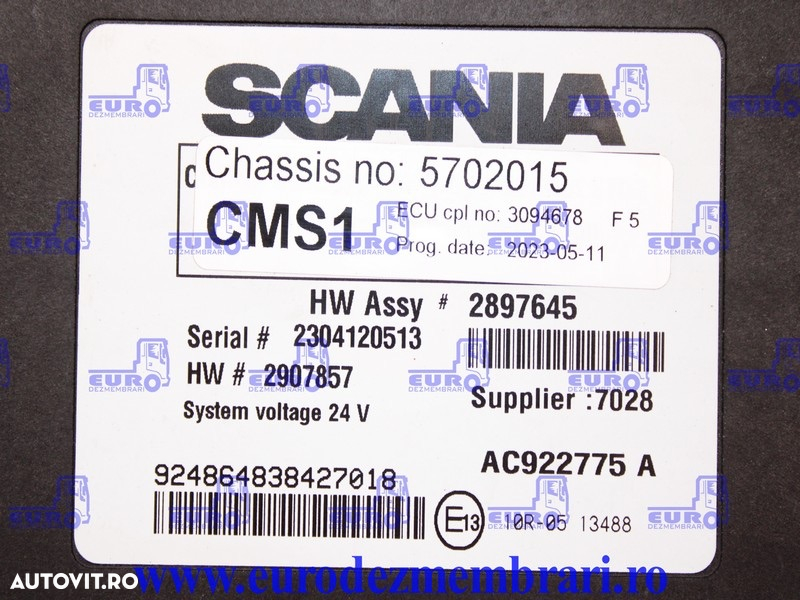 SCANIA
Chassis no: 5702015
CMS1
ECU cpl no: 3094678 F 5
Prog. date. 2023-05-11
HW Assy # 2897645
Serial # 2304120513
HW # 2907857
System voltage 24 V
Supplier :7028
AC922775 A
924864838427018
E13 10R-05 13488
EURO DEZMEMBRARI
AUTOVIT.RO
www.eurodezmembrari.ro